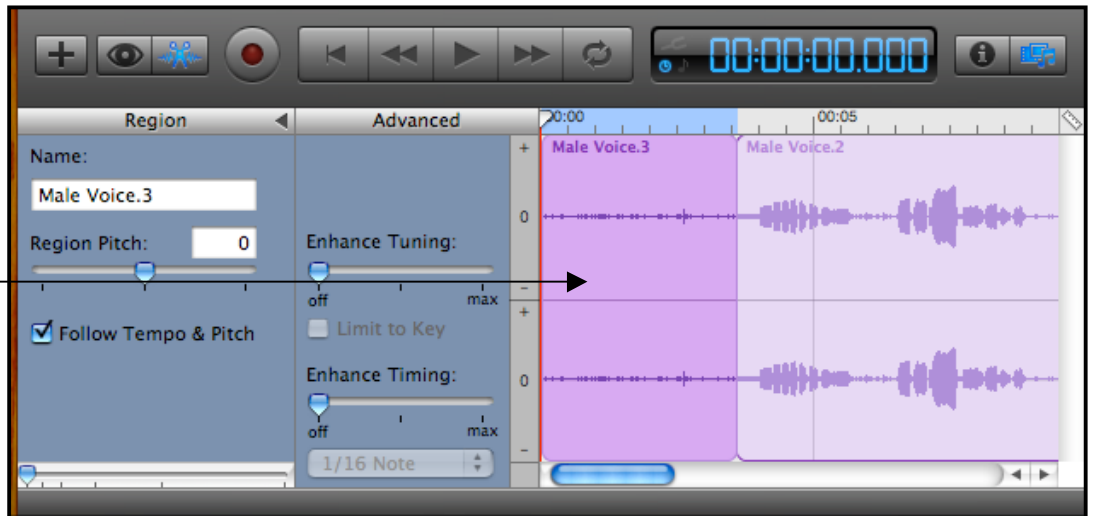 00:00:00.000
Region
Advanced
00:00
00:05
Name:
Male Voice.3
Region Pitch: 0
Follow Tempo & Pitch
Enhance Tuning:
off max
Limit to Key
Enhance Timing:
off max
1/16 Note
+
0
-
+
0
-
Male Voice.3
Male Voice.2